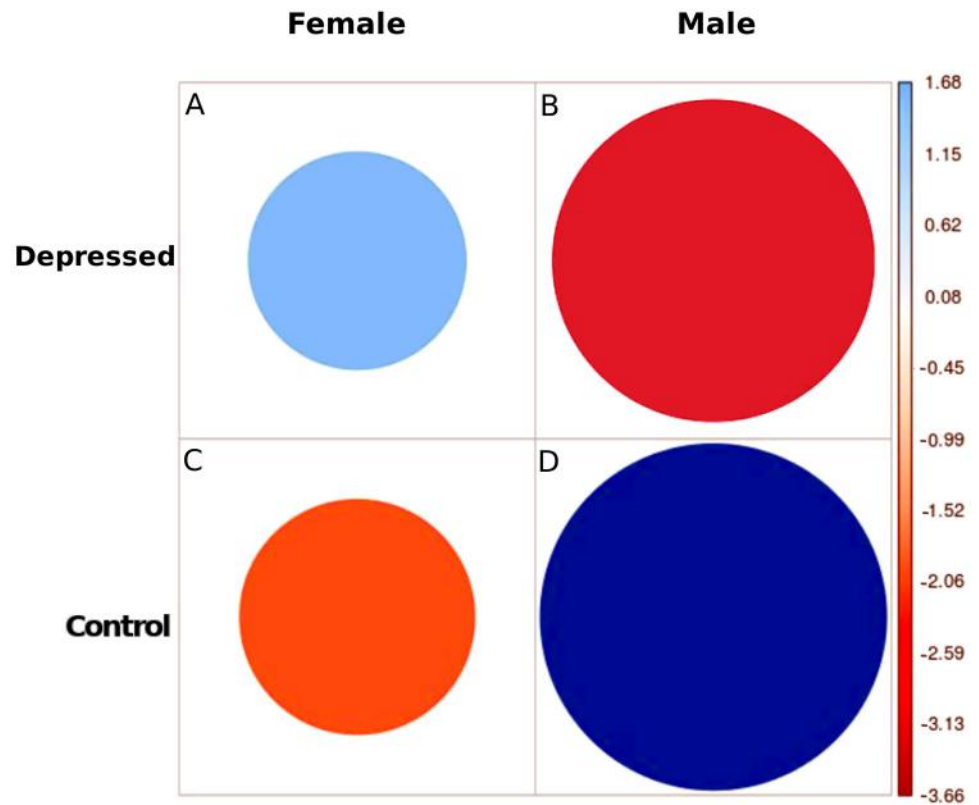 Female Male
A B
1.68
1.15
0.62
Depressed
0.08
-0.45
-0.99
C D
-1.52
-2.06
Control
-2.59
-3.13
-3.66